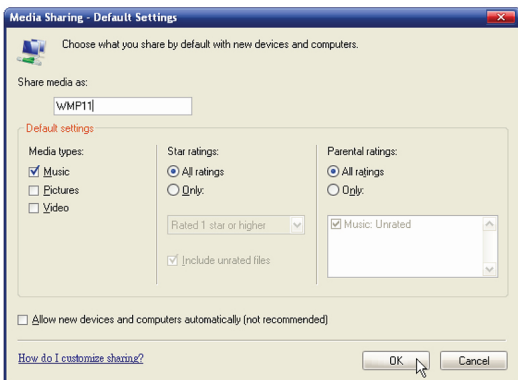 Media Sharing - Default Settings
Choose what you share by default with new devices and computers.
Share media as:
WMP11
Default settings
Media types:
Music
Pictures
Video
Star ratings:
All ratings
Only:
Rated 1 star or higher
Include unrated files
Parental ratings:
All ratings
Only:
Music: Unrated
Allow new devices and computers automatically (not recommended)
How do I customize sharing?
OK
Cancel